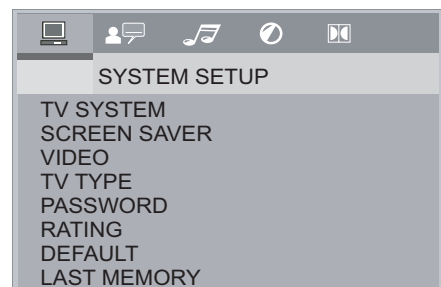 SYSTEM SETUP
TV SYSTEM
SCREEN SAVER
VIDEO
TV TYPE
PASSWORD
RATING
DEFAULT
LAST MEMORY